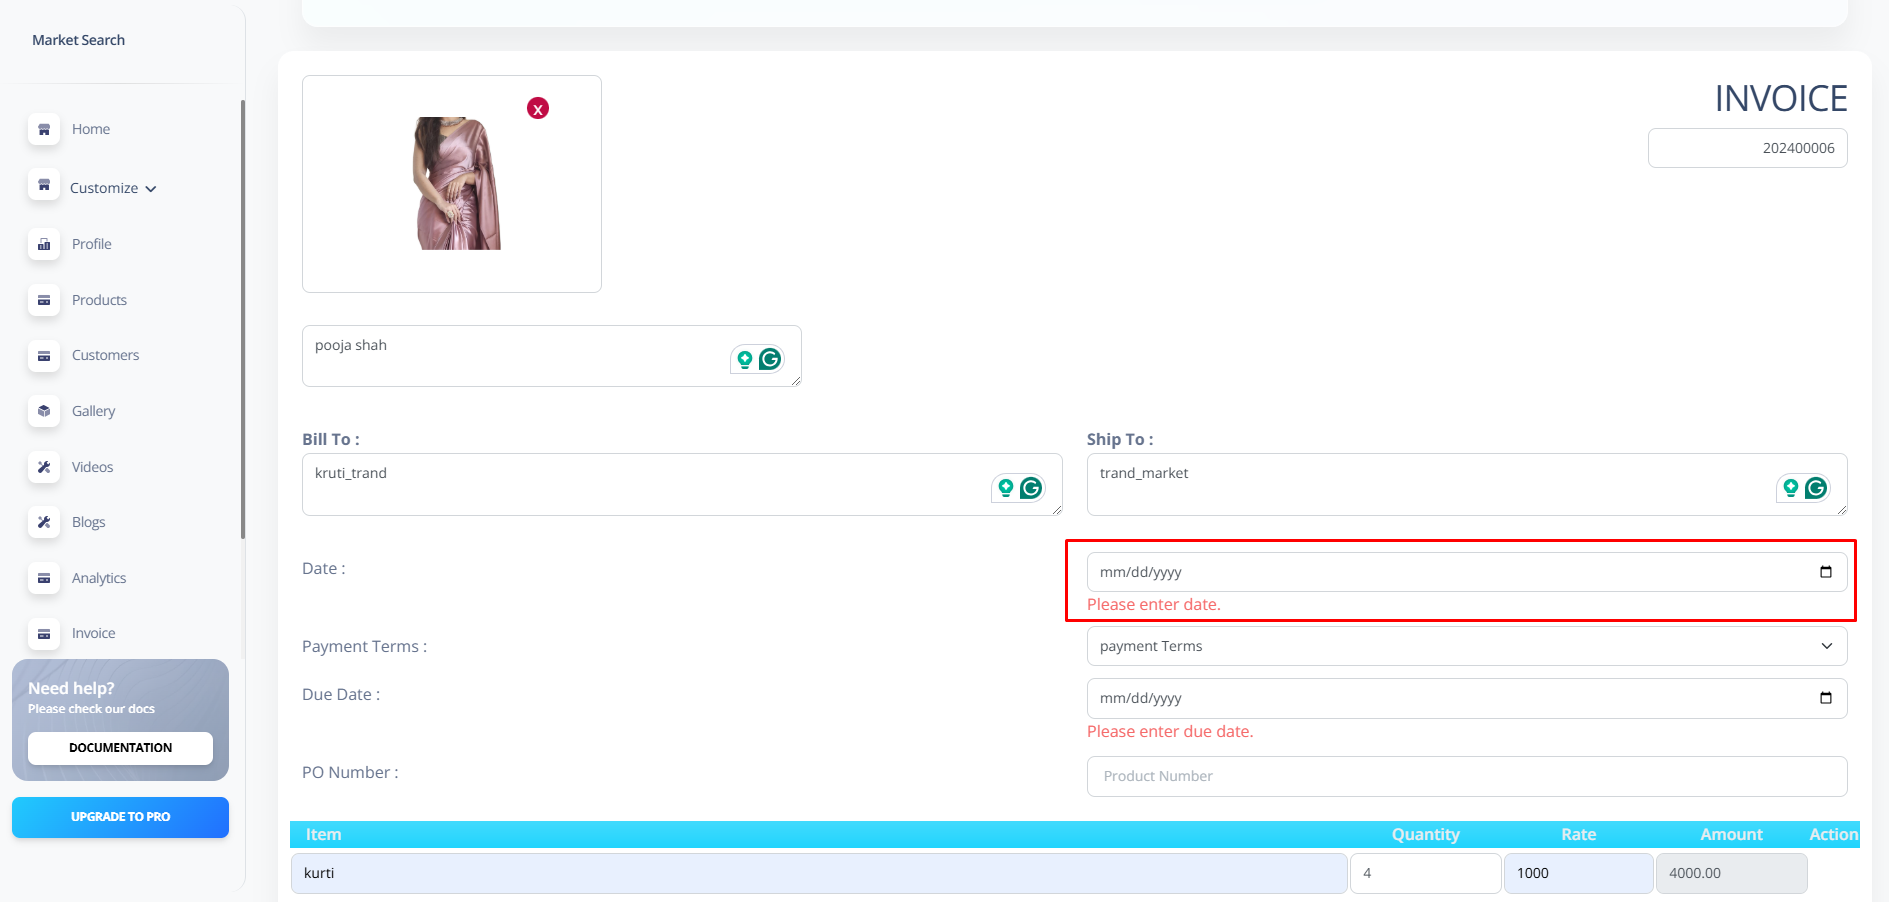 Market Search
Home
Customize
Profile
Products
Customers
Gallery
Videos
Blogs
Analytics
Invoice
Need help?
Please check our docs
DOCUMENTATION
UPGRADE TO PRO
X
INVOICE
202400006
pooja shah
Bill To :
kruti_trand
Ship To :
trand_market
Date :
mm/dd/yyyy
Please enter date.
Payment Terms :
payment Terms
Due Date :
mm/dd/yyyy
Please enter due date.
PO Number :
Product Number
Item Quantity Rate Amount Action
kurti 4 1000 4000.00